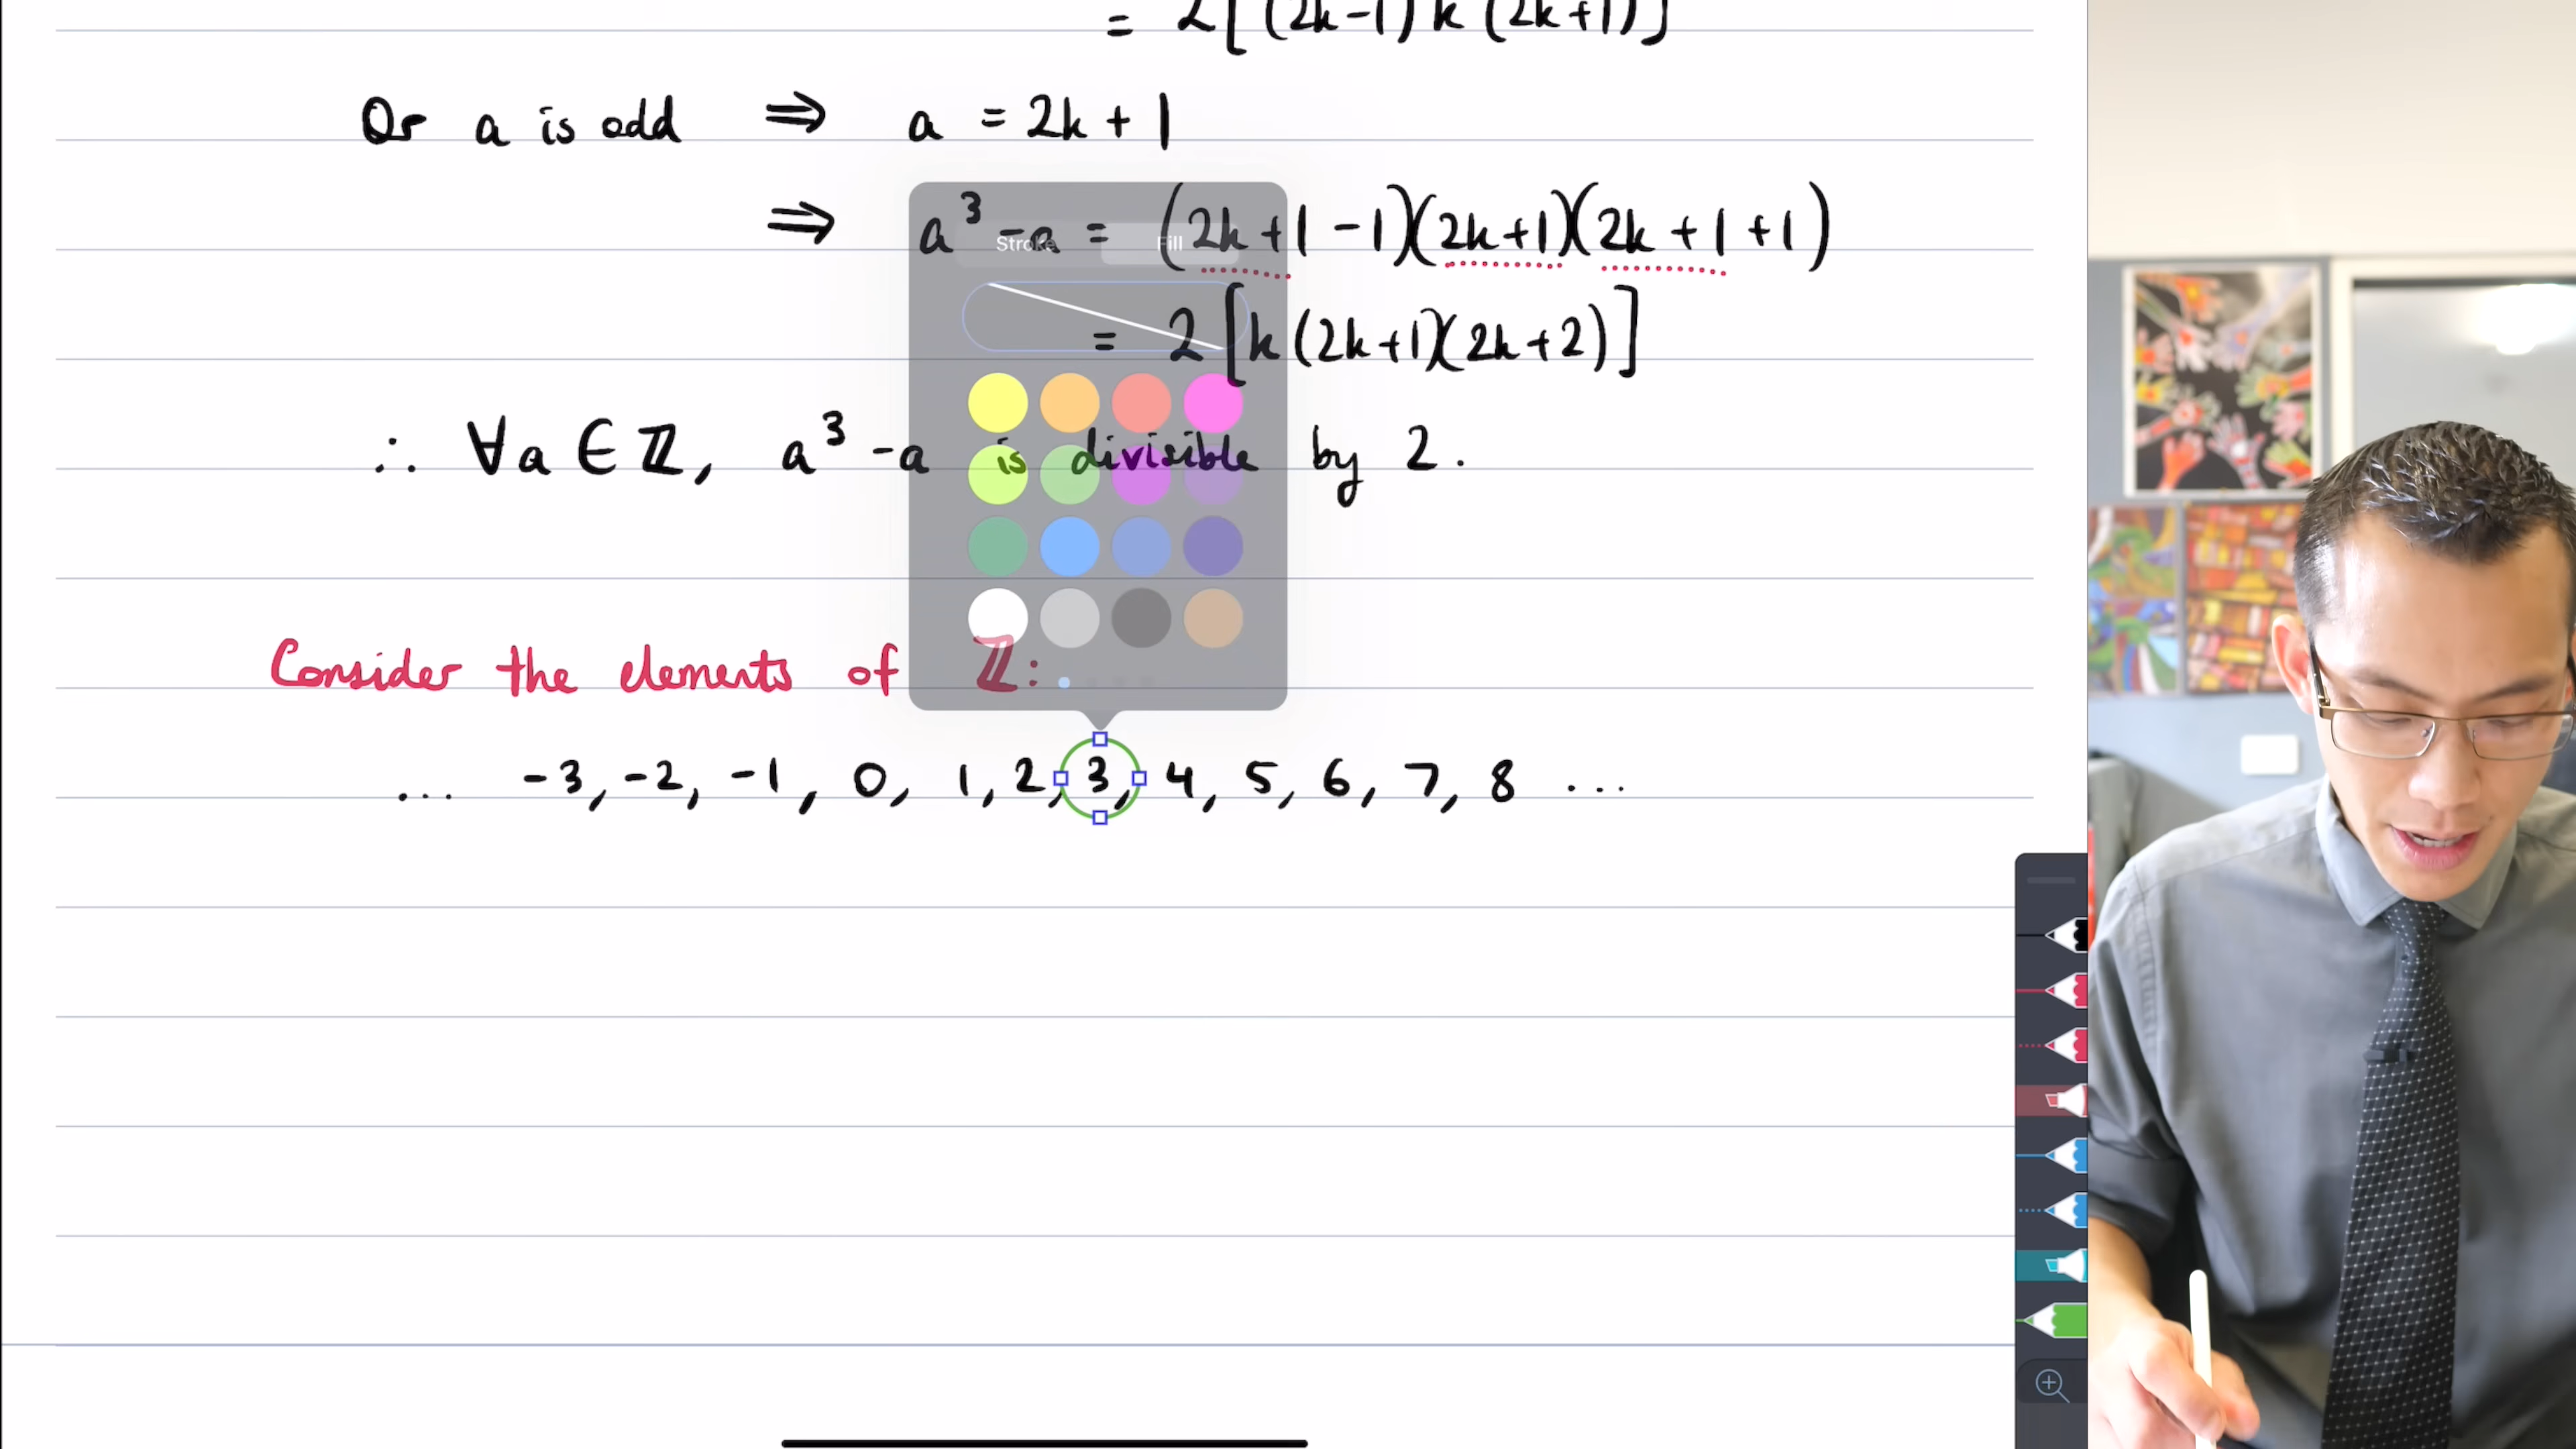 = 2[(2k-1)k(2k+1)]
Or a is odd ⇒ a = 2k + 1
⇒ a³ - a = (2k+1-1)(2k+1)(2k+1+1)
Stroke Fill
= 2[k(2k+1)(2k+2)]
∴ ∀a ∈ ℤ, a³ - a is divisible by 2.
Consider the elements of ℤ:
... -3, -2, -1, 0, 1, 2, 3, 4, 5, 6, 7, 8 ...